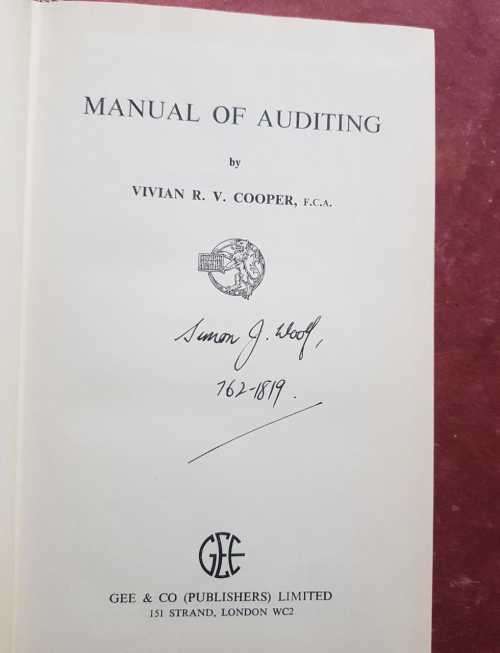 MANUAL OF AUDITING
by
VIVIAN R. V. COOPER, F.C.A.
Simon J. Woolf,
762-1819.
GEE
GEE & CO (PUBLISHERS) LIMITED
151 STRAND, LONDON WC2